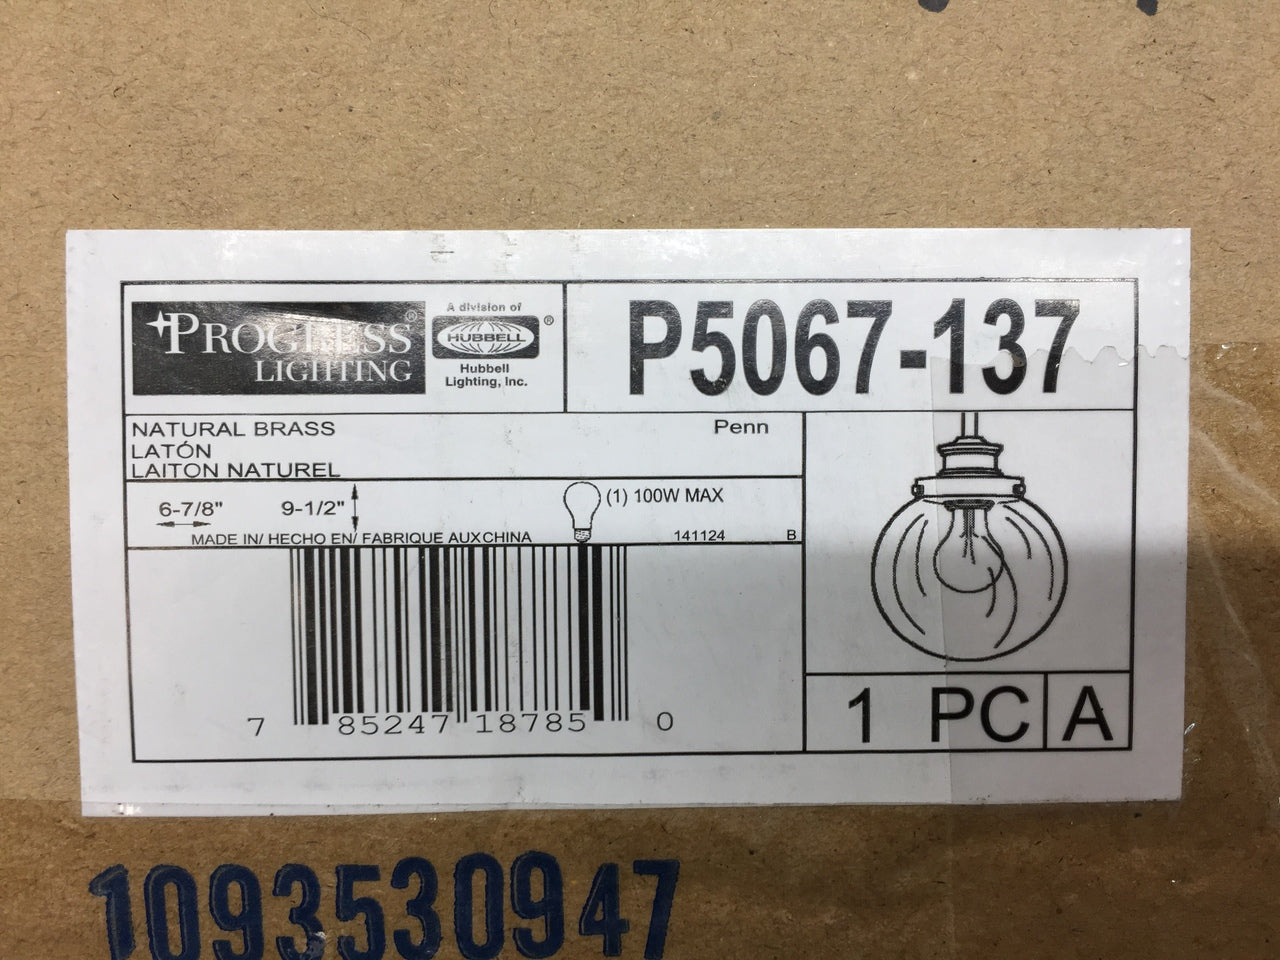 PROGRESS®
LIGHTING
A division of
HUBBELL®
Hubbell
Lighting, Inc.
P5067-137
NATURAL BRASS
LATÓN
LAITON NATUREL
Penn
6-7/8"
9-1/2"
(1) 100W MAX
MADE IN/ HECHO EN/ FABRIQUE AUXCHINA
141124
B
7 85247 18785 0
1 PC
A
1093530947